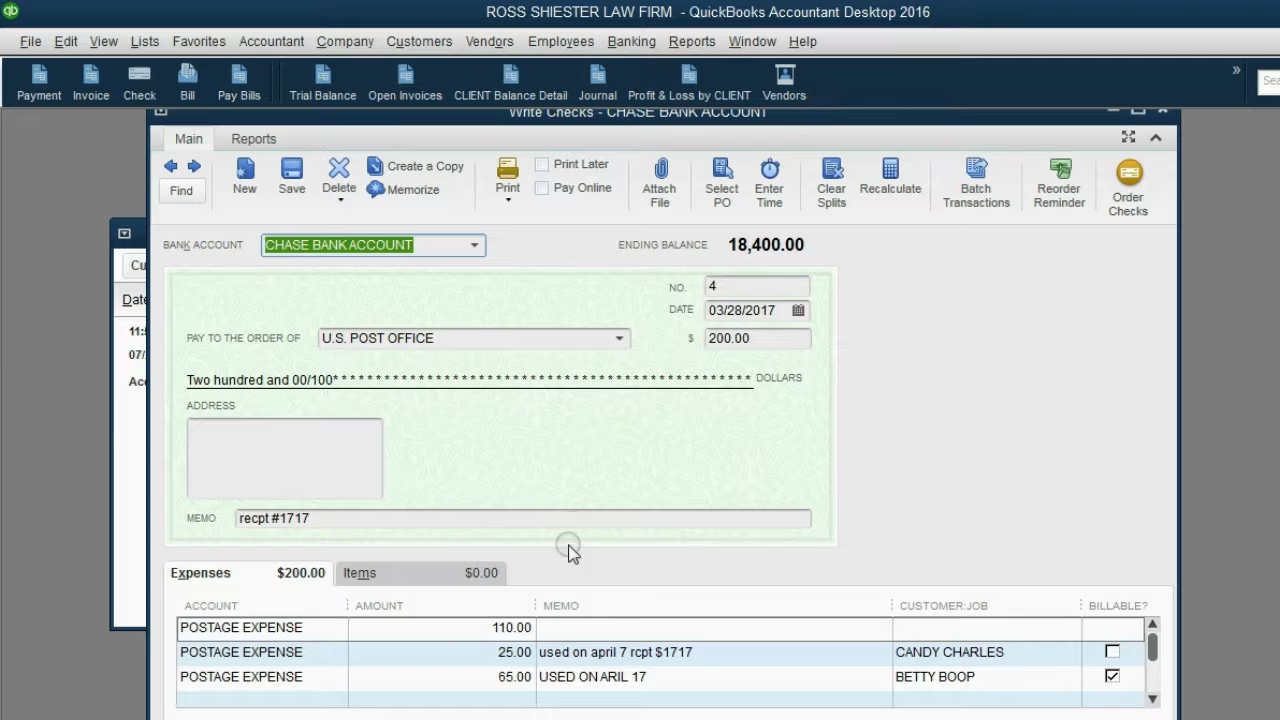 ROSS SHIESTER LAW FIRM - QuickBooks Accountant Desktop 2016
File Edit View Lists Favorites Accountant Company Customers Vendors Employees Banking Reports Window Help
Payment Invoice Check Bill Pay Bills Trial Balance Open Invoices CLIENT Balance Detail Journal Profit & Loss by CLIENT Vendors »
Write Checks - CHASE BANK ACCOUNT
Main Reports
Find New Save Delete Create a Copy Memorize Print Print Later Pay Online Attach File Select PO Enter Time Clear Splits Recalculate Batch Transactions Reorder Reminder Order Checks
BANK ACCOUNT CHASE BANK ACCOUNT ENDING BALANCE 18,400.00
NO. 4
DATE 03/28/2017
PAY TO THE ORDER OF U.S. POST OFFICE $ 200.00
Two hundred and 00/100* * * * * * * * * * * * * * * * * * * * * * * * * * * * * * * * * * * * * * * * * * * * * * DOLLARS
ADDRESS
MEMO recpt #1717
Expenses $200.00 Items $0.00
ACCOUNT AMOUNT MEMO CUSTOMER:JOB BILLABLE?
POSTAGE EXPENSE 110.00
POSTAGE EXPENSE 25.00 used on april 7 rcpt $1717 CANDY CHARLES
POSTAGE EXPENSE 65.00 USED ON ARIL 17 BETTY BOOP